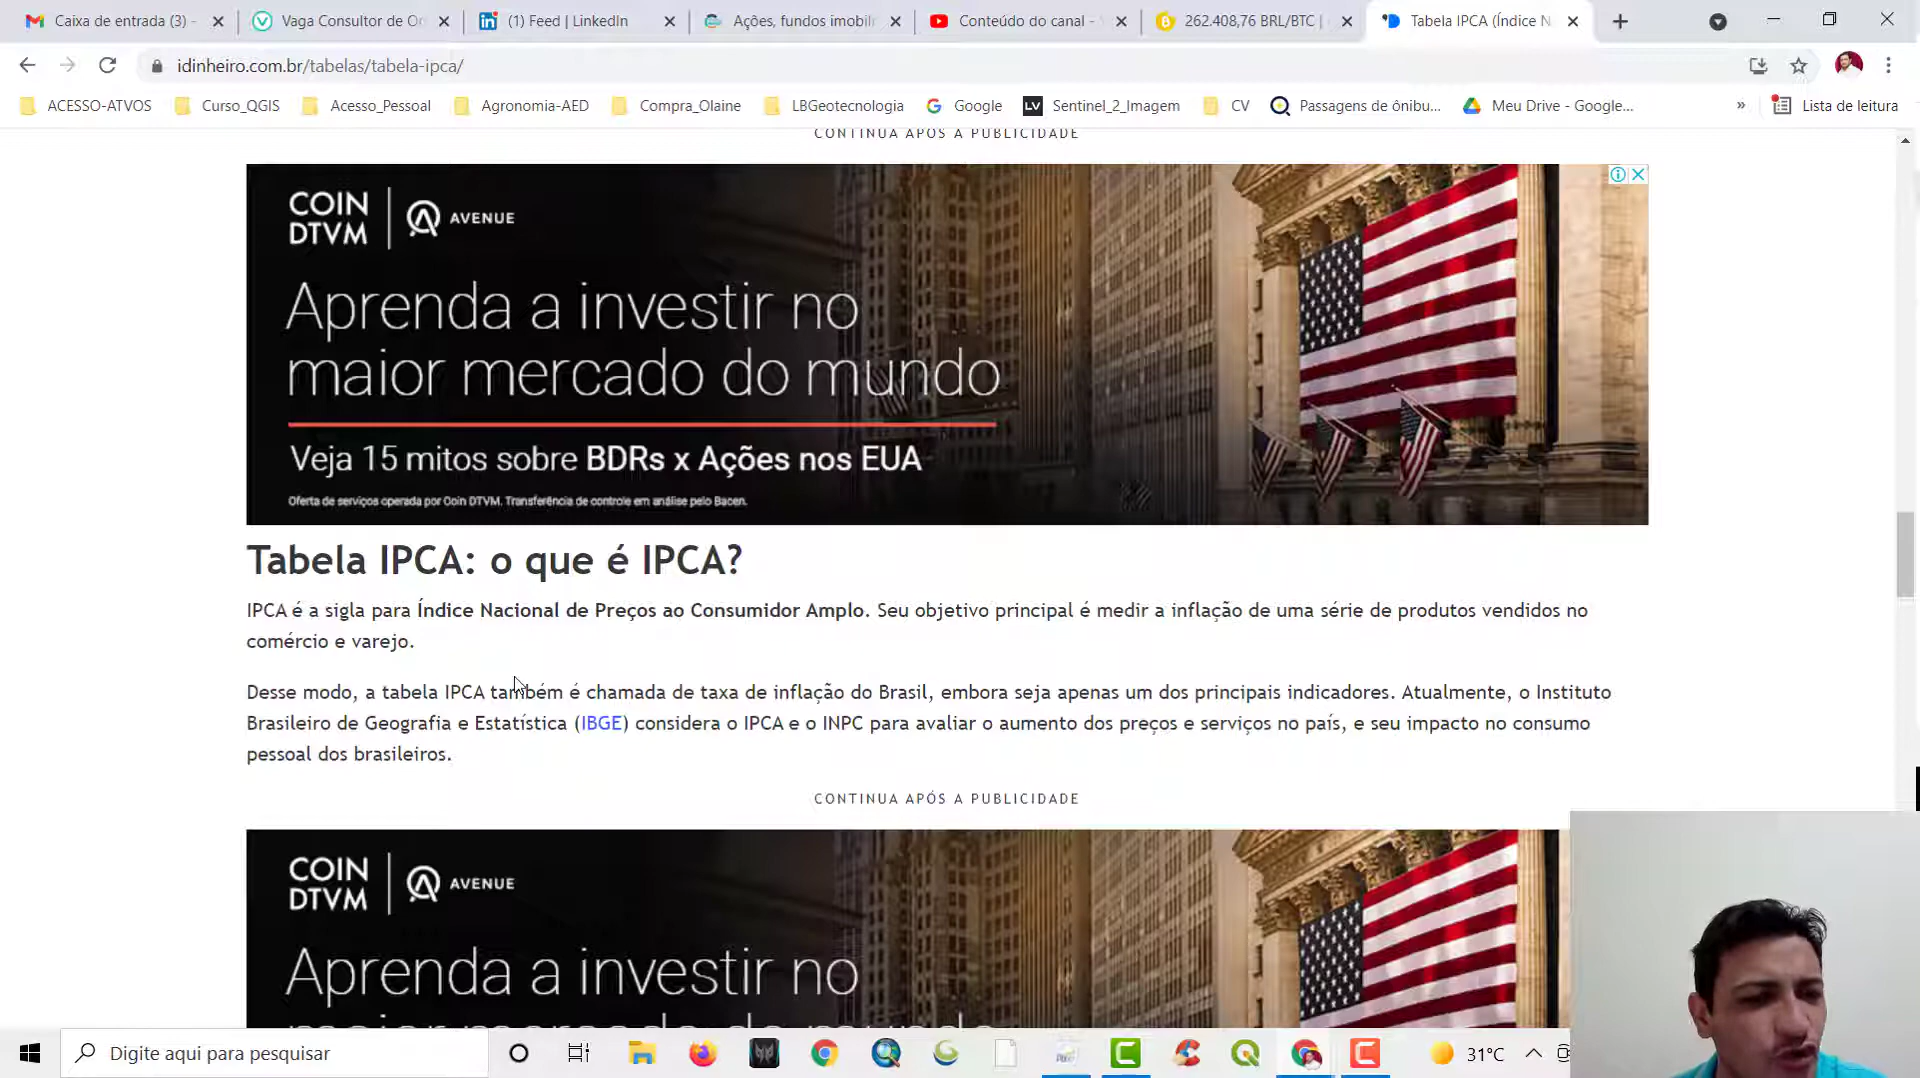 Caixa de entrada (3) -
Vaga Consultor de Or
(1) Feed | LinkedIn
Ações, fundos imobili
Conteúdo do canal -
262.408,76 BRL/BTC |
Tabela IPCA (Índice N
idinheiro.com.br/tabelas/tabela-ipca/
ACESSO-ATVOS
Curso_QGIS
Acesso_Pessoal
Agronomia-AED
Compra_Olaine
LBGeotecnologia
Google
LV
Sentinel_2_Imagem
CV
Passagens de ônibu...
Meu Drive - Google...
»
Lista de leitura
CONTINUA APÓS A PUBLICIDADE
COIN
DTVM
AVENUE
Aprenda a investir no
maior mercado do mundo
Veja 15 mitos sobre BDRs x Ações nos EUA
Oferta de serviços operada por Coin DTVM. Transferência de controle em análise pelo Bacen.
Tabela IPCA: o que é IPCA?
IPCA é a sigla para Índice Nacional de Preços ao Consumidor Amplo. Seu objetivo principal é medir a inflação de uma série de produtos vendidos no
comércio e varejo.
Desse modo, a tabela IPCA também é chamada de taxa de inflação do Brasil, embora seja apenas um dos principais indicadores. Atualmente, o Instituto
Brasileiro de Geografia e Estatística (IBGE) considera o IPCA e o INPC para avaliar o aumento dos preços e serviços no país, e seu impacto no consumo
pessoal dos brasileiros.
CONTINUA APÓS A PUBLICIDADE
COIN
DTVM
AVENUE
Aprenda a investir no
maior mercado do mundo
Digite aqui para pesquisar
31°C